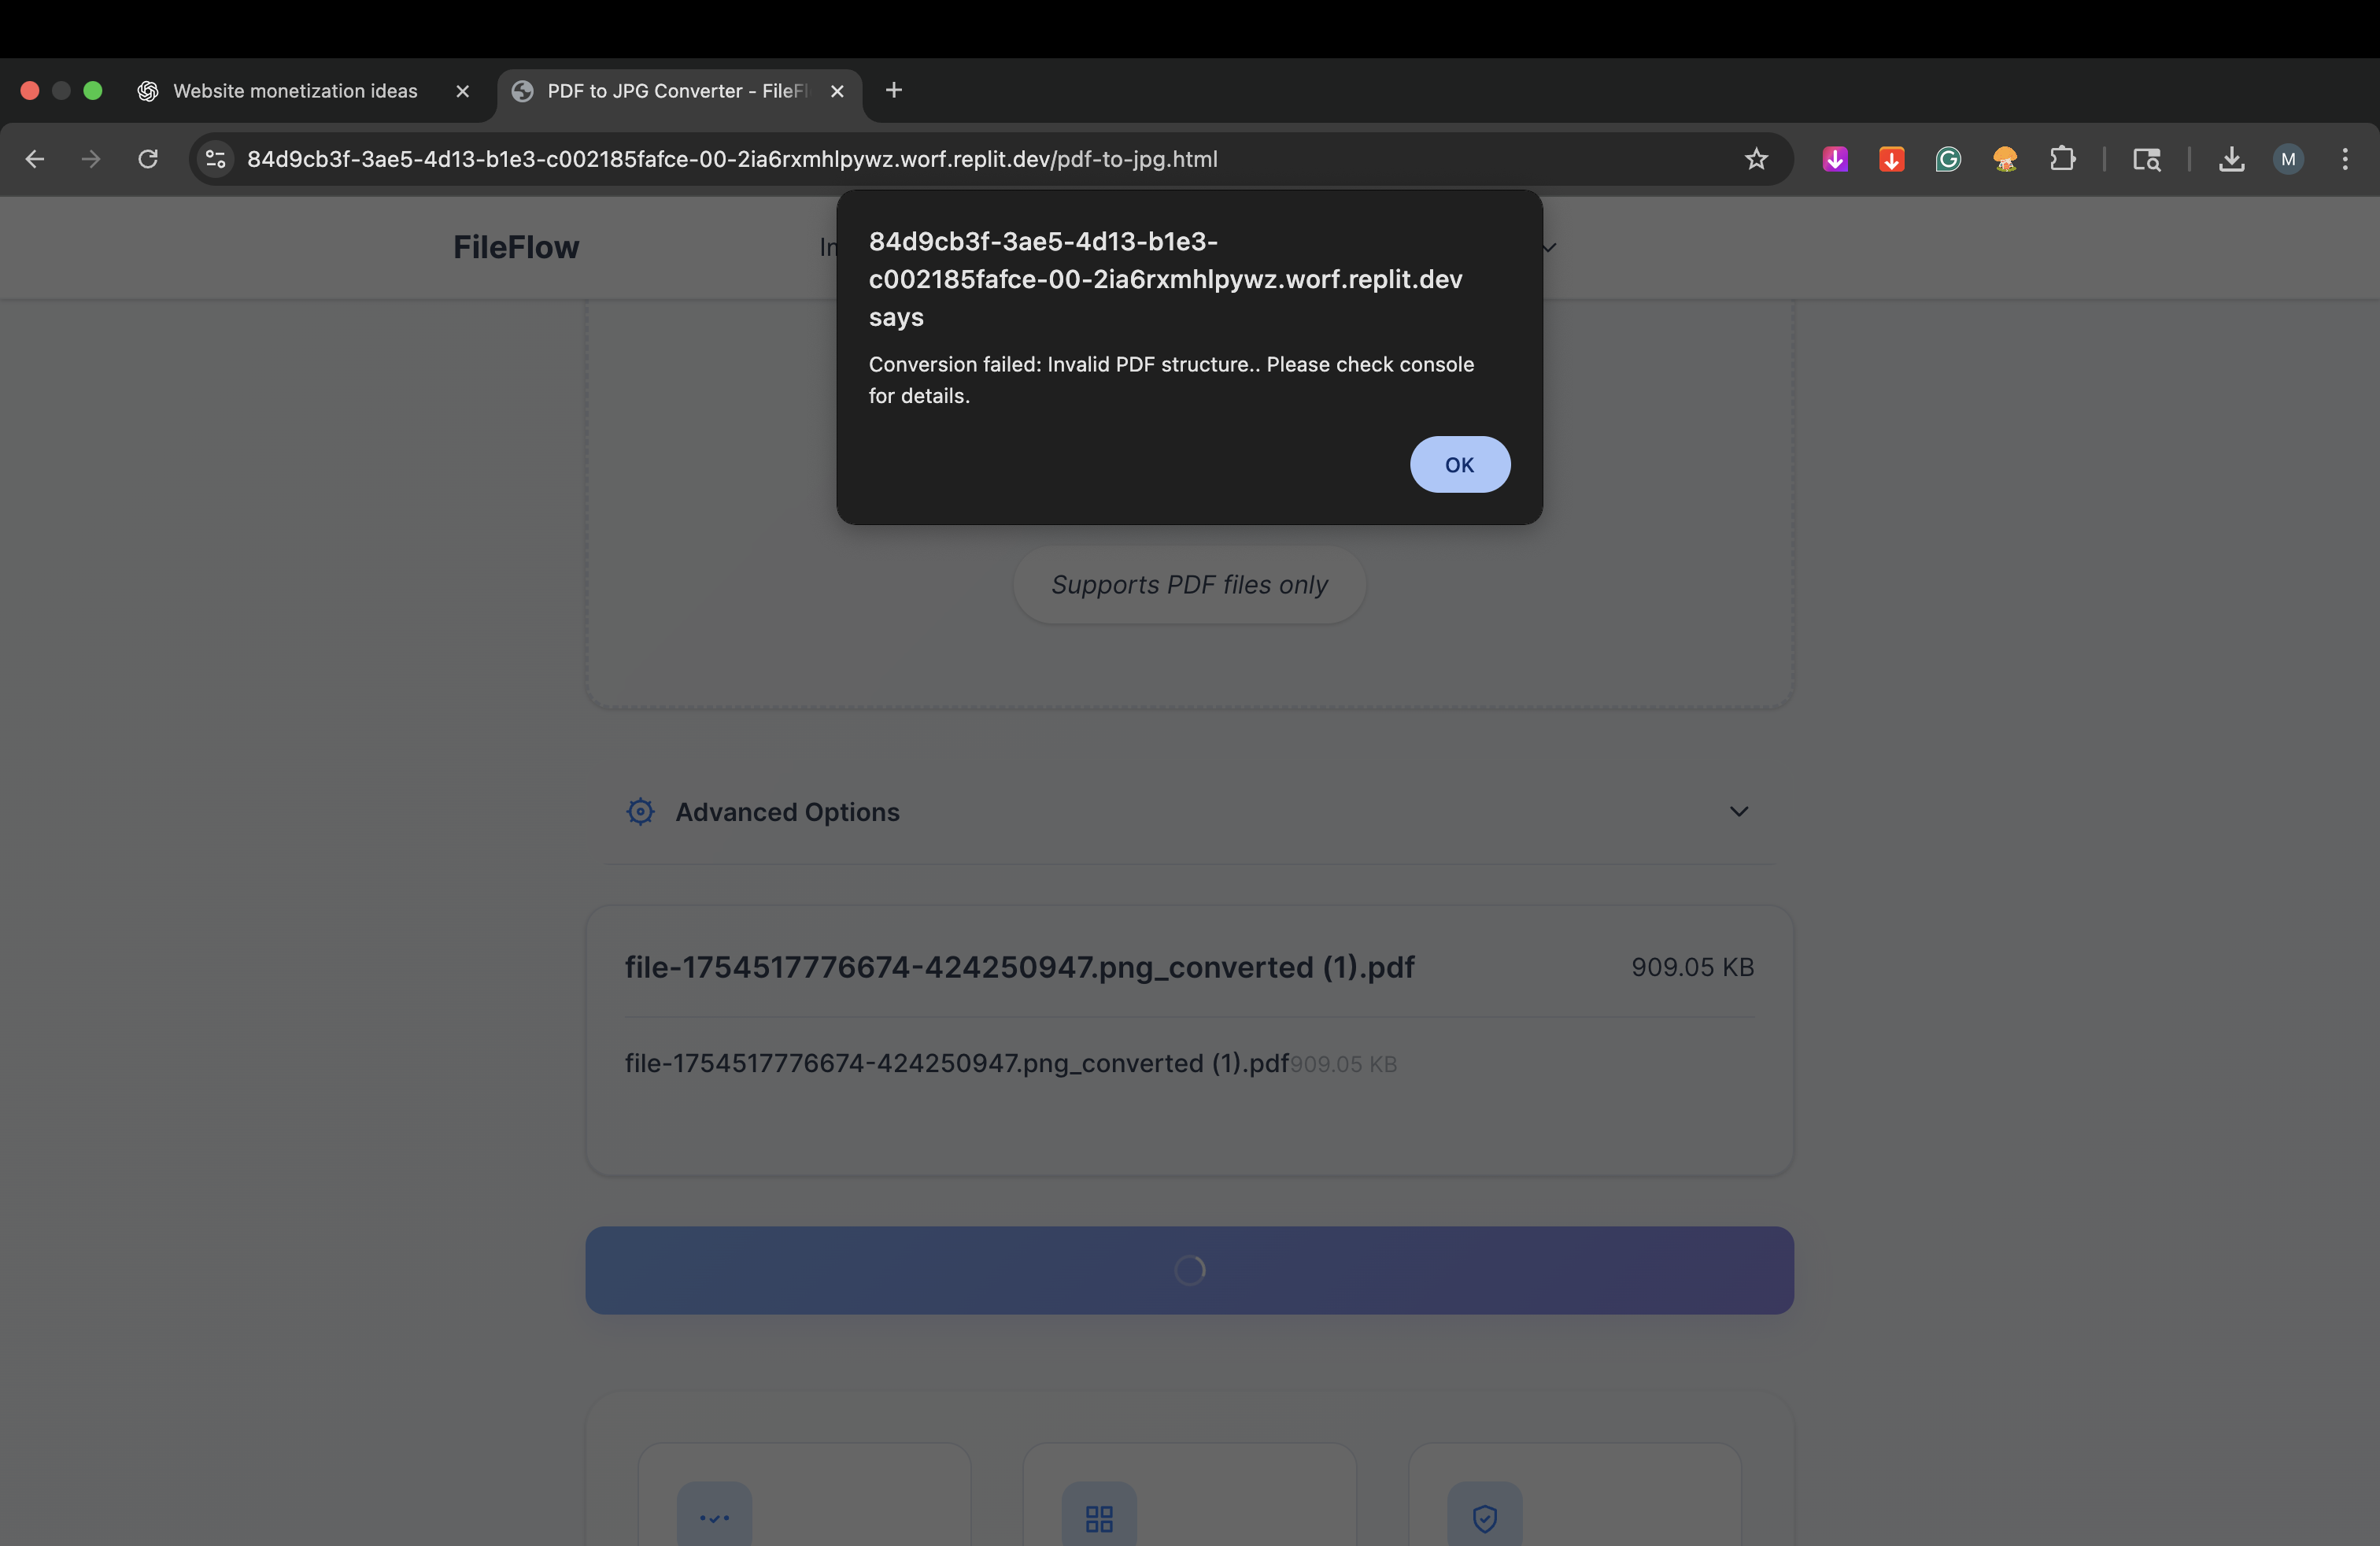 Website monetization ideas
PDF to JPG Converter - FileFl
84d9cb3f-3ae5-4d13-b1e3-c002185fafce-00-2ia6rxmhlpywz.worf.replit.dev/pdf-to-jpg.html
M
FileFlow
84d9cb3f-3ae5-4d13-b1e3-
c002185fafce-00-2ia6rxmhlpywz.worf.replit.dev
says
Conversion failed: Invalid PDF structure.. Please check console
for details.
OK
Supports PDF files only
Advanced Options
file-1754517776674-424250947.png_converted (1).pdf 909.05 KB
file-1754517776674-424250947.png_converted (1).pdf909.05 KB